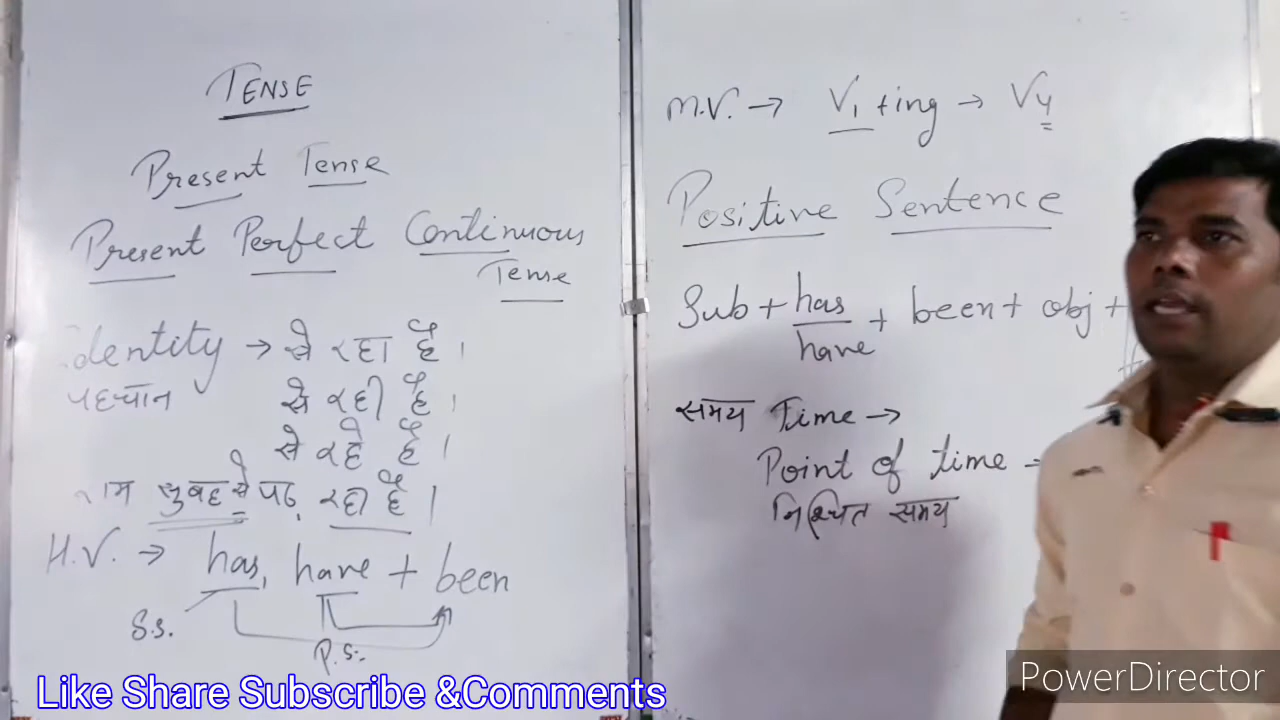 TENSE
Present Tense
Present Perfect Continuous
Tense
Identity → से रहा है ।
पहचान से रही है ।
से रहे हैं ।
राम सुबह से पढ़ रहा है ।
H.V. → has, have + been
S.s.
P.s.
M.V. → V1 + ing → V4
Positive Sentence
Sub + has/have + been + obj +
समय Time →
Point of time →
निश्चित समय
Like Share Subscribe &Comments
PowerDirector